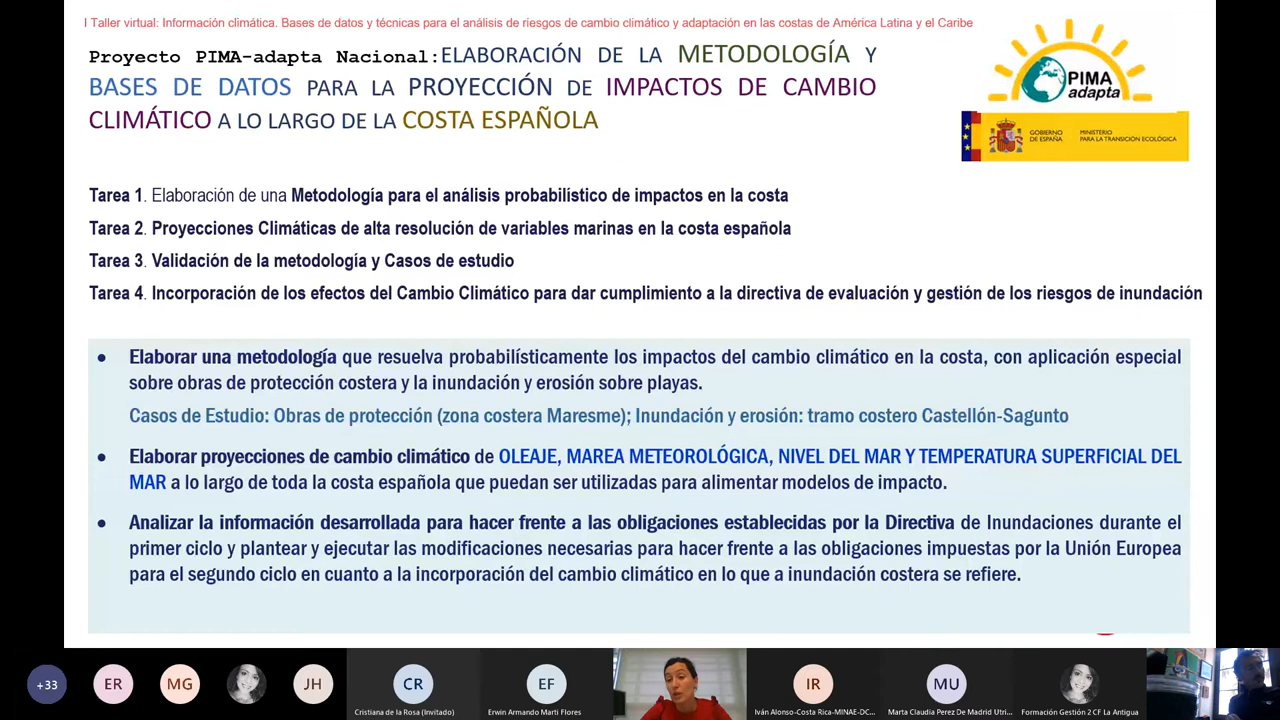 I Taller virtual: Información climática. Bases de datos y técnicas para el análisis de riesgos de cambio climático y adaptación en las costas de América Latina y el Caribe
Proyecto PIMA-adapta Nacional:ELABORACIÓN DE LA METODOLOGÍA Y
BASES DE DATOS PARA LA PROYECCIÓN DE IMPACTOS DE CAMBIO
CLIMÁTICO A LO LARGO DE LA COSTA ESPAÑOLA
PIMA
adapta
GOBIERNO
DE ESPAÑA
MINISTERIO
PARA LA TRANSICIÓN ECOLÓGICA
Tarea 1. Elaboración de una Metodología para el análisis probabilístico de impactos en la costa
Tarea 2. Proyecciones Climáticas de alta resolución de variables marinas en la costa española
Tarea 3. Validación de la metodología y Casos de estudio
Tarea 4. Incorporación de los efectos del Cambio Climático para dar cumplimiento a la directiva de evaluación y gestión de los riesgos de inundación
• Elaborar una metodología que resuelva probabilísticamente los impactos del cambio climático en la costa, con aplicación especial
sobre obras de protección costera y la inundación y erosión sobre playas.
Casos de Estudio: Obras de protección (zona costera Maresme); Inundación y erosión: tramo costero Castellón-Sagunto
• Elaborar proyecciones de cambio climático de OLEAJE, MAREA METEOROLÓGICA, NIVEL DEL MAR Y TEMPERATURA SUPERFICIAL DEL
MAR a lo largo de toda la costa española que puedan ser utilizadas para alimentar modelos de impacto.
• Analizar la información desarrollada para hacer frente a las obligaciones establecidas por la Directiva de Inundaciones durante el
primer ciclo y plantear y ejecutar las modificaciones necesarias para hacer frente a las obligaciones impuestas por la Unión Europea
para el segundo ciclo en cuanto a la incorporación del cambio climático en lo que a inundación costera se refiere.
+33
ER
MG
JH
CR
EF
IR
MU
Cristiana de la Rosa (Invitado)
Erwin Armando Marti Flores
Iván Alonso-Costa Rica-MINAE-DC...
Marta Claudia Perez De Madrid Utri...
Formación Gestión 2 CF La Antigua